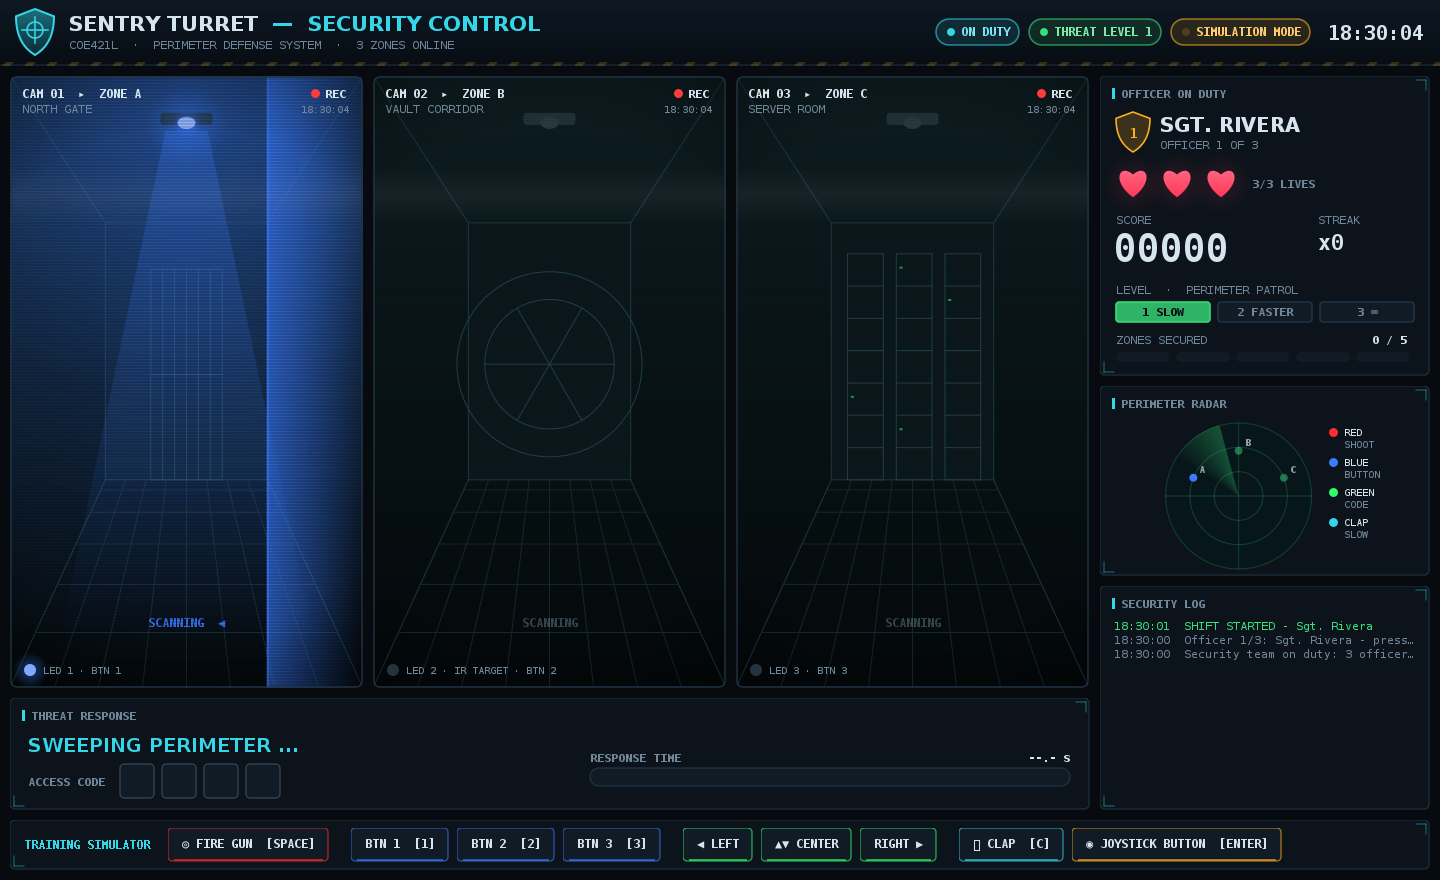 SENTRY TURRET — SECURITY CONTROL
COE421L · PERIMETER DEFENSE SYSTEM · 3 ZONES ONLINE
ON DUTY
THREAT LEVEL 1
SIMULATION MODE
18:30:04
CAM 01 ▸ ZONE A
REC
NORTH GATE
18:30:04
SCANNING ◀
LED 1 · BTN 1
CAM 02 ▸ ZONE B
REC
VAULT CORRIDOR
18:30:04
SCANNING
LED 2 · IR TARGET · BTN 2
CAM 03 ▸ ZONE C
REC
SERVER ROOM
18:30:04
SCANNING
LED 3 · BTN 3
OFFICER ON DUTY
1
SGT. RIVERA
OFFICER 1 OF 3
3/3 LIVES
SCORE
STREAK
00000
x0
LEVEL · PERIMETER PATROL
1 SLOW
2 FASTER
3 ∞
ZONES SECURED
0 / 5
PERIMETER RADAR
A
B
C
RED
SHOOT
BLUE
BUTTON
GREEN
CODE
CLAP
SLOW
SECURITY LOG
18:30:01 SHIFT STARTED - Sgt. Rivera
18:30:00 Officer 1/3: Sgt. Rivera - press…
18:30:00 Security team on duty: 3 officer…
THREAT RESPONSE
SWEEPING PERIMETER ...
ACCESS CODE
RESPONSE TIME
--.- s
TRAINING SIMULATOR
◎ FIRE GUN [SPACE]
BTN 1 [1]
BTN 2 [2]
BTN 3 [3]
◀ LEFT
▲▼ CENTER
RIGHT ▶
CLAP [C]
◉ JOYSTICK BUTTON [ENTER]